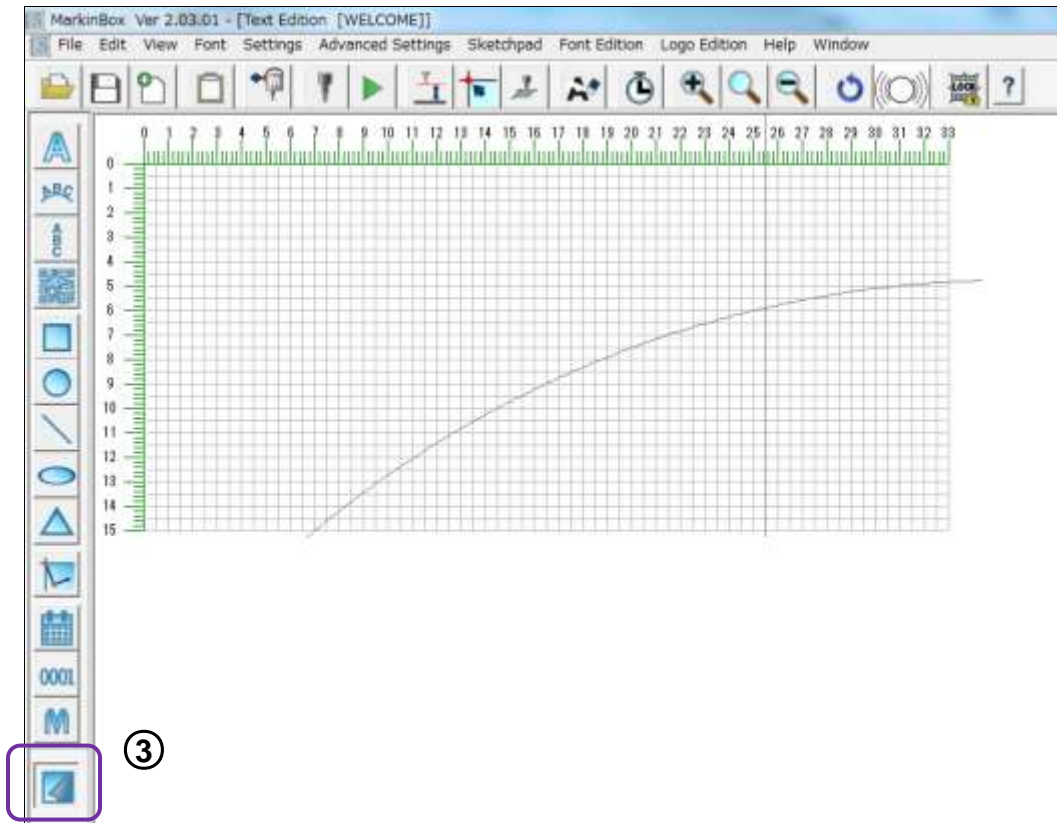 MarkinBox Ver 2.03.01 - [Text Edition [WELCOME]]
File Edit View Font Settings Advanced Settings Sketchpad Font Edition Logo Edition Help Window
LOCK ?
0 1 2 3 4 5 6 7 8 9 10 11 12 13 14 15 16 17 18 19 20 21 22 23 24 25 26 27 28 29 30 31 32 33
A
ABC
ABC
0
1
2
3
4
5
6
7
8
9
10
11
12
13
14
15
0001
M
③